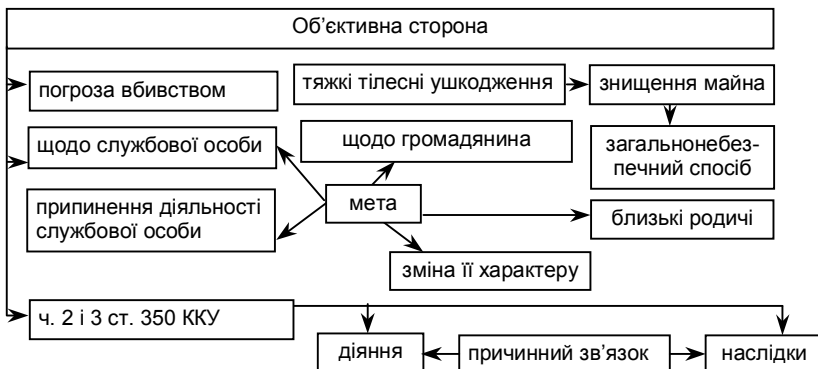 Об’єктивна сторона
погроза вбивством
тяжкі тілесні ушкодження
знищення майна
щодо службової особи
щодо громадянина
загальнонебез-
печний спосіб
припинення діяльності
службової особи
мета
близькі родичі
зміна її характеру
ч. 2 і 3 ст. 350 ККУ
діяння
причинний зв’язок
наслідки